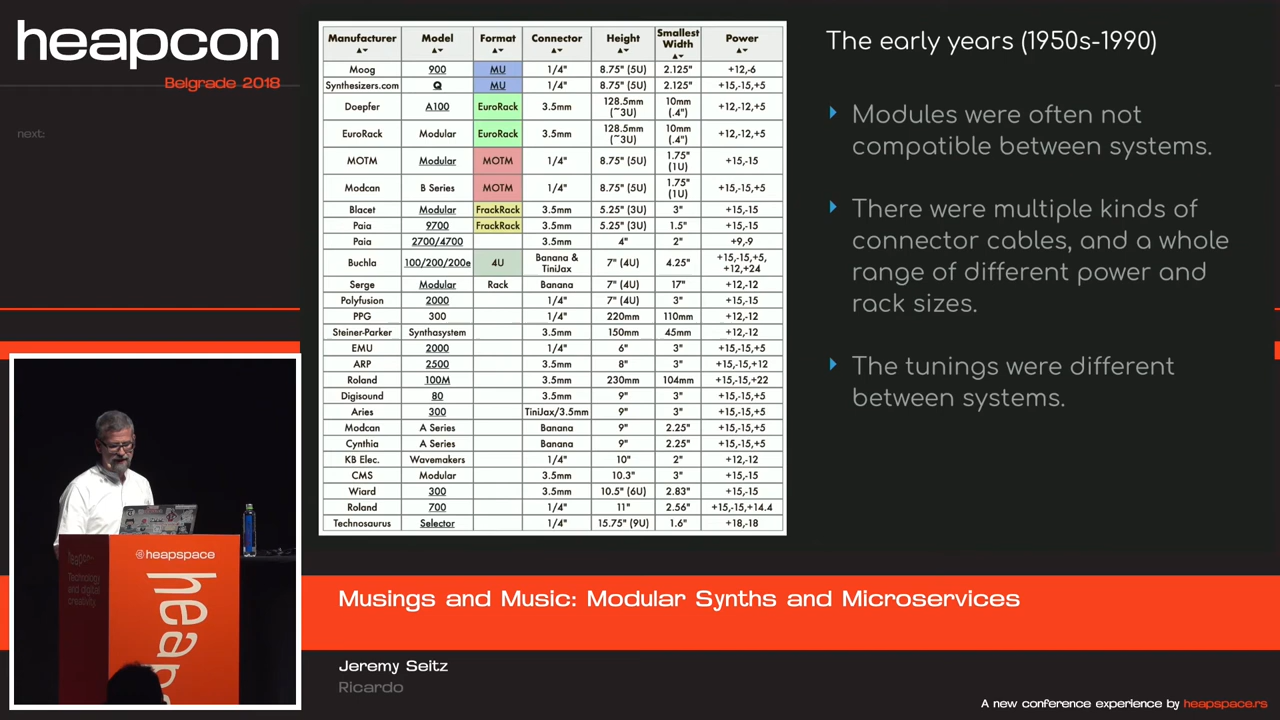 heapcon
Belgrade 2018
next:
Manufacturer Model Format Connector Height Smallest Width Power
Moog 900 MU 1/4" 8.75" (5U) 2.125" +12,-6
Synthesizers.com Q MU 1/4" 8.75" (5U) 2.125" +15,-15,+5
Doepfer A100 EuroRack 3.5mm 128.5mm (~3U) 10mm (.4") +12,-12,+5
EuroRack Modular EuroRack 3.5mm 128.5mm (~3U) 10mm (.4") +12,-12,+5
MOTM Modular MOTM 1/4" 8.75" (5U) 1.75" (1U) +15,-15
Modcan B Series MOTM 1/4" 8.75" (5U) 1.75" (1U) +15,-15,+5
Blacet Modular FrackRack 3.5mm 5.25" (3U) 3" +15,-15
Paia 9700 FrackRack 3.5mm 5.25" (3U) 1.5" +15,-15
Paia 2700/4700 3.5mm 4" 2" +9,-9
Buchla 100/200/200e 4U Banana & TiniJax 7" (4U) 4.25" +15,-15,+5, +12,+24
Serge Modular Rack Banana 7" (4U) 17" +12,-12
Polyfusion 2000 1/4" 7" (4U) 3" +15,-15
PPG 300 1/4" 220mm 110mm +12,-12
Steiner-Parker Synthasystem 3.5mm 150mm 45mm +12,-12
EMU 2000 1/4" 6" 3" +15,-15,+5
ARP 2500 3.5mm 8" 3" +15,-15,+12
Roland 100M 3.5mm 230mm 104mm +15,-15,+22
Digisound 80 3.5mm 9" 3" +15,-15,+5
Aries 300 TiniJax/3.5mm 9" 3" +15,-15,+5
Modcan A Series Banana 9" 2.25" +15,-15,+5
Cynthia A Series Banana 9" 2.25" +15,-15,+5
KB Elec. Wavemakers 1/4" 10" 2" +12,-12
CMS Modular 3.5mm 10.3" 3" +15,-15
Wiard 300 3.5mm 10.5" (6U) 2.83" +15,-15
Roland 700 1/4" 11" 2.56" +15,-15,+14.4
Technosaurus Selector 1/4" 15.75" (9U) 1.6" +18,-18
The early years (1950s-1990)
Modules were often not
compatible between systems.
There were multiple kinds of
connector cables, and a whole
range of different power and
rack sizes.
The tunings were different
between systems.
@heapspace
heapc
heapcon
Technology
and digital
creativity.
Musings and Music: Modular Synths and Microservices
Jeremy Seitz
Ricardo
A new conference experience by heapspace.rs